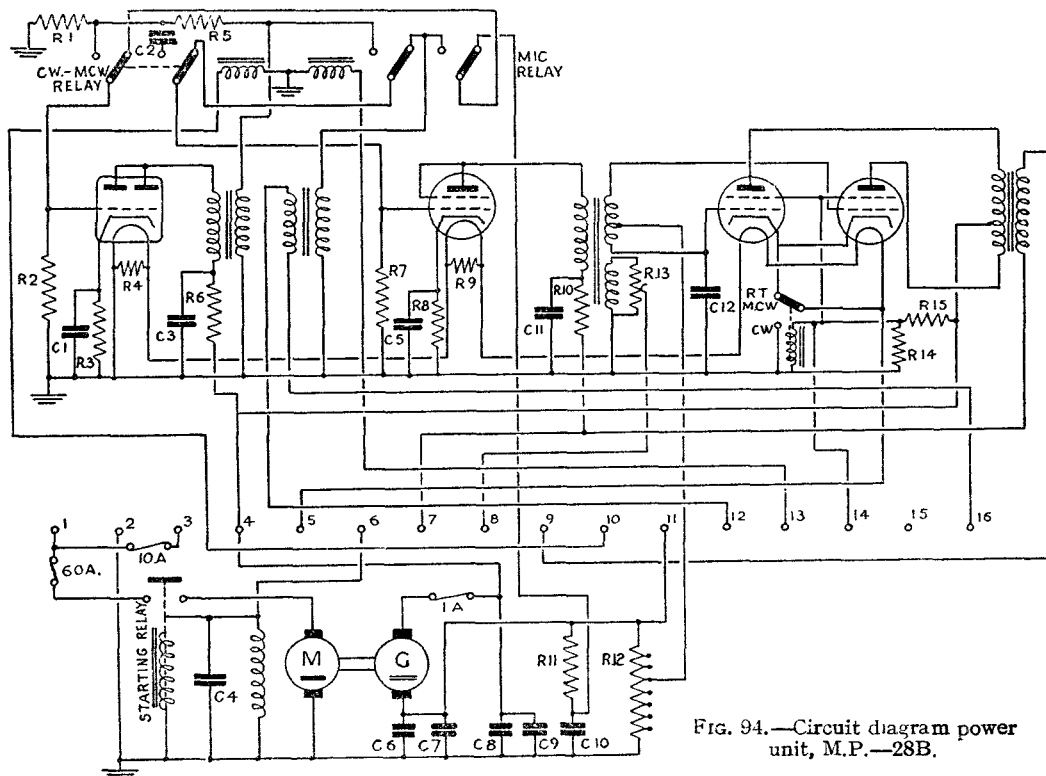 R1
C2
R5
CW.-MCW
RELAY
MIC
RELAY
R2
R4
C1
R3
C3
R6
R7
C5
R8
R9
C11
R10
R13
C12
RT
MCW
CW
R15
R14
1
2
3
4
5
6
7
8
9
10
11
12
13
14
15
16
10A
60A.
1A
STARTING RELAY
C4
M
G
R11
R12
C6
C7
C8
C9
C10
FIG. 94.—Circuit diagram power
unit, M.P.—28B.